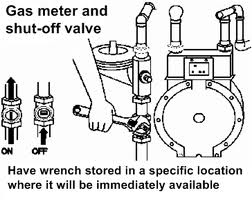 Gas meter and
shut-off valve
ON
OFF
Have wrench stored in a specific location
where it will be immediately available